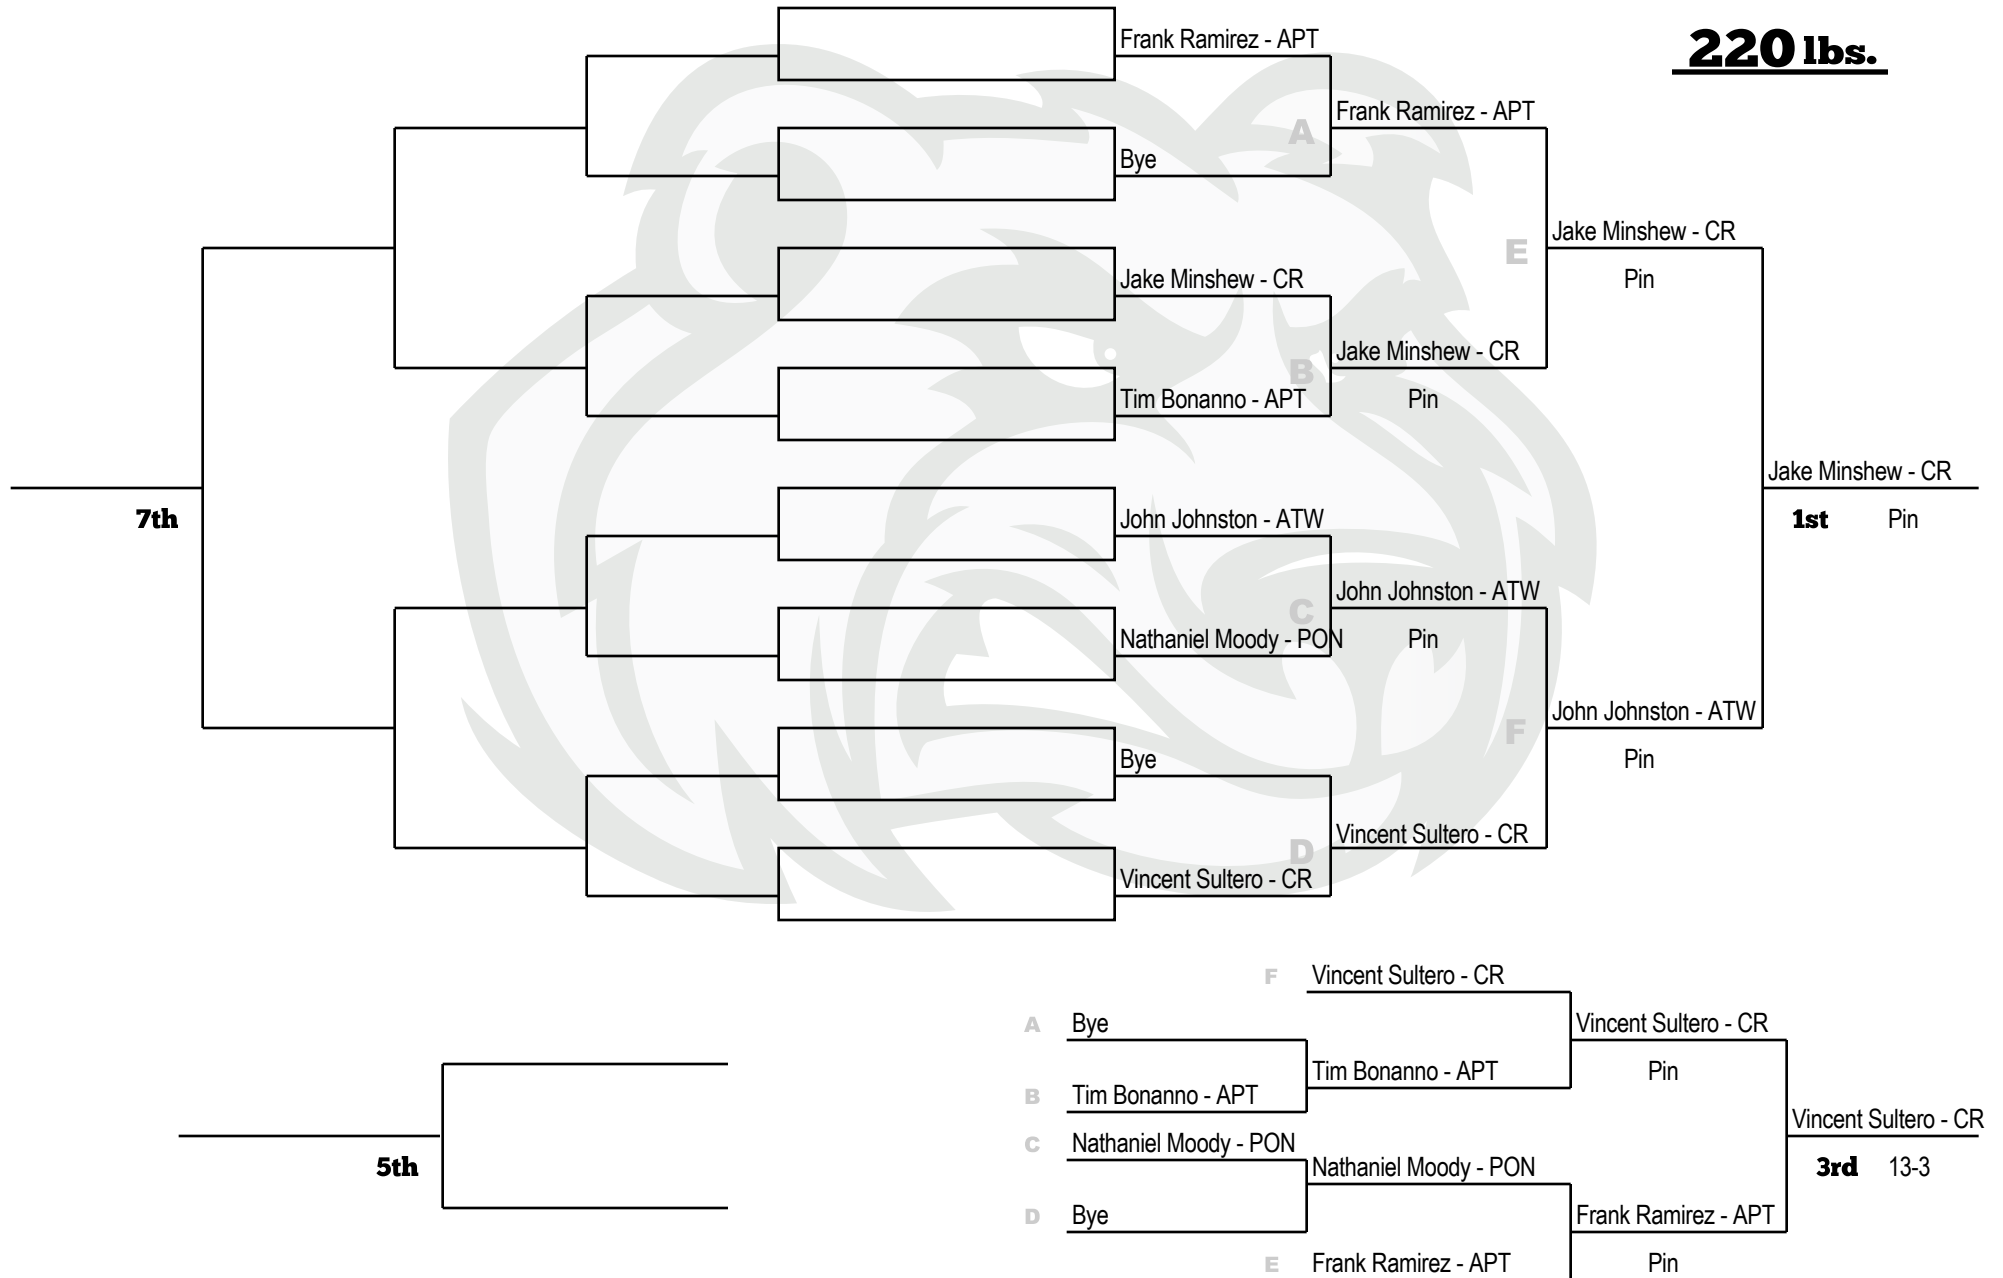 220 lbs.
Frank Ramirez - APT
Frank Ramirez - APT
A
Bye
Jake Minshew - CR
E
Jake Minshew - CR
Pin
Jake Minshew - CR
B
Tim Bonanno - APT
Pin
Jake Minshew - CR
7th
John Johnston - ATW
1st
Pin
John Johnston - ATW
C
Nathaniel Moody - PON
Pin
John Johnston - ATW
F
Bye
Pin
Vincent Sultero - CR
D
Vincent Sultero - CR
F
Vincent Sultero - CR
A
Bye
Vincent Sultero - CR
Tim Bonanno - APT
Pin
B
Tim Bonanno - APT
Vincent Sultero - CR
C
Nathaniel Moody - PON
5th
Nathaniel Moody - PON
3rd
13-3
D
Bye
Frank Ramirez - APT
E
Frank Ramirez - APT
Pin